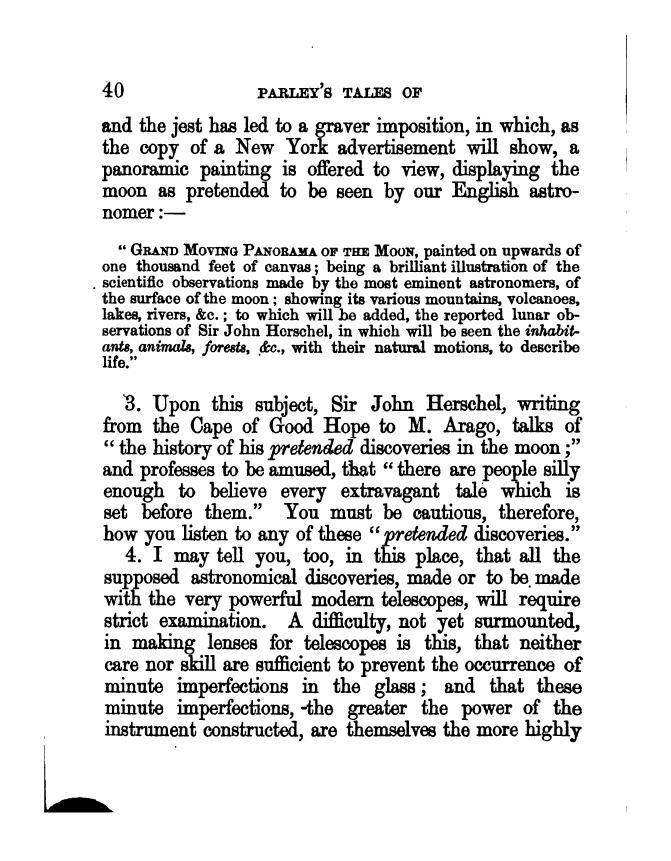 40 PARLEY'S TALES OF
and the jest has led to a graver imposition, in which, as
the copy of a New York advertisement will show, a
panoramic painting is offered to view, displaying the
moon as pretended to be seen by our English astro-
nomer :—
" GRAND MOVING PANORAMA OF THE MOON, painted on upwards of
one thousand feet of canvas ; being a brilliant illustration of the
scientific observations made by the most eminent astronomers, of
the surface of the moon ; showing its various mountains, volcanoes,
lakes, rivers, &c. ; to which will be added, the reported lunar ob-
servations of Sir John Herschel, in which will be seen the inhabit-
ants, animals, forests, &c., with their natural motions, to describe
life."
3. Upon this subject, Sir John Herschel, writing
from the Cape of Good Hope to M. Arago, talks of
" the history of his pretended discoveries in the moon ;"
and professes to be amused, that " there are people silly
enough to believe every extravagant tale which is
set before them." You must be cautious, therefore,
how you listen to any of these " pretended discoveries."
4. I may tell you, too, in this place, that all the
supposed astronomical discoveries, made or to be made
with the very powerful modern telescopes, will require
strict examination. A difficulty, not yet surmounted,
in making lenses for telescopes is this, that neither
care nor skill are sufficient to prevent the occurrence of
minute imperfections in the glass ; and that these
minute imperfections, the greater the power of the
instrument constructed, are themselves the more highly